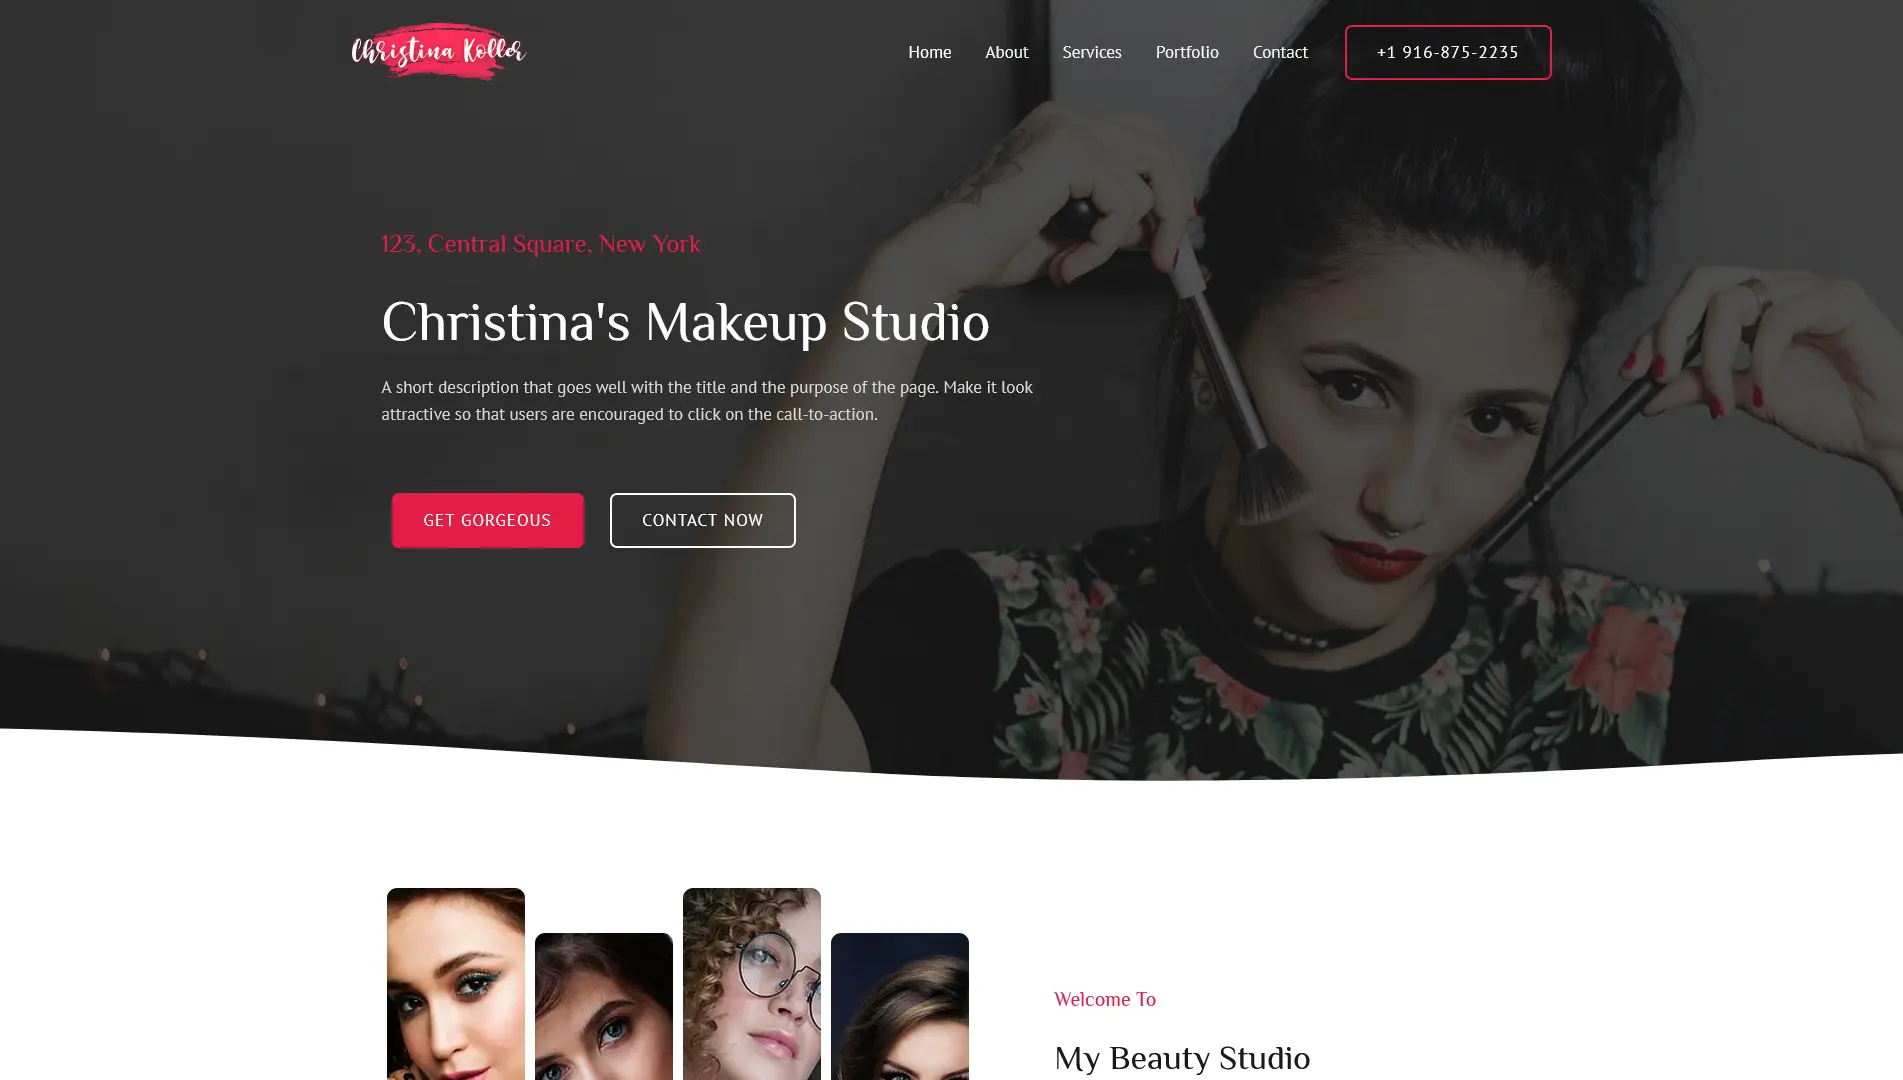 Christina Koller
Home
About
Services
Portfolio
Contact
+1 916-875-2235
123, Central Square, New York
Christina's Makeup Studio
A short description that goes well with the title and the purpose of the page. Make it look
attractive so that users are encouraged to click on the call-to-action.
GET GORGEOUS
CONTACT NOW
Welcome To
My Beauty Studio